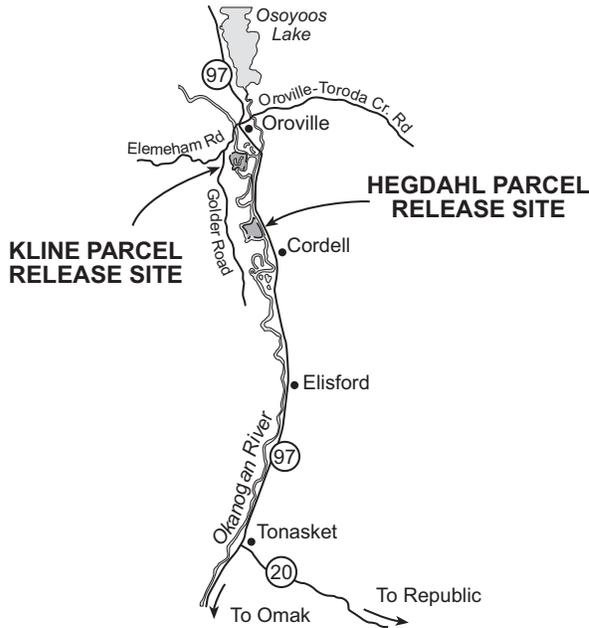 Osoyoos
Lake
97
Oroville-Toroda Cr. Rd
Oroville
Elemeham Rd
HEGDAHL PARCEL
RELEASE SITE
Golder Road
KLINE PARCEL
RELEASE SITE
Cordell
Elisford
Okanogan River
97
Tonasket
20
To Republic
To Omak